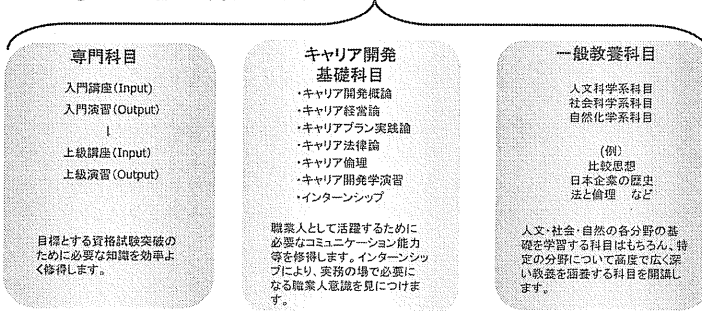 専門科目
入門講座(Input)
入門演習(Output)
上級講座(Input)
上級演習(Output)
目標とする資格試験突破の
ために必要な知識を効率よ
く修得します。
キャリア開発
基礎科目
・キャリア開発概論
・キャリア経営論
・キャリアプラン実践論
・キャリア法律論
・キャリア倫理
・キャリア開発学演習
・インターンシップ
職業人として活躍するために
必要なコミュニケーション能力
等を修得します。インターンシッ
プにより、実務の場で必要に
なる職業人意識を見につけま
す。
一般教養科目
人文科学系科目
社会科学系科目
自然化学系科目
(例)
比較思想
日本企業の歴史
法と倫理 など
人文・社会・自然の各分野の基
礎を学習する科目はもちろん、特
定の分野について高度で広く深
い教養を涵養する科目を開講し
ます。